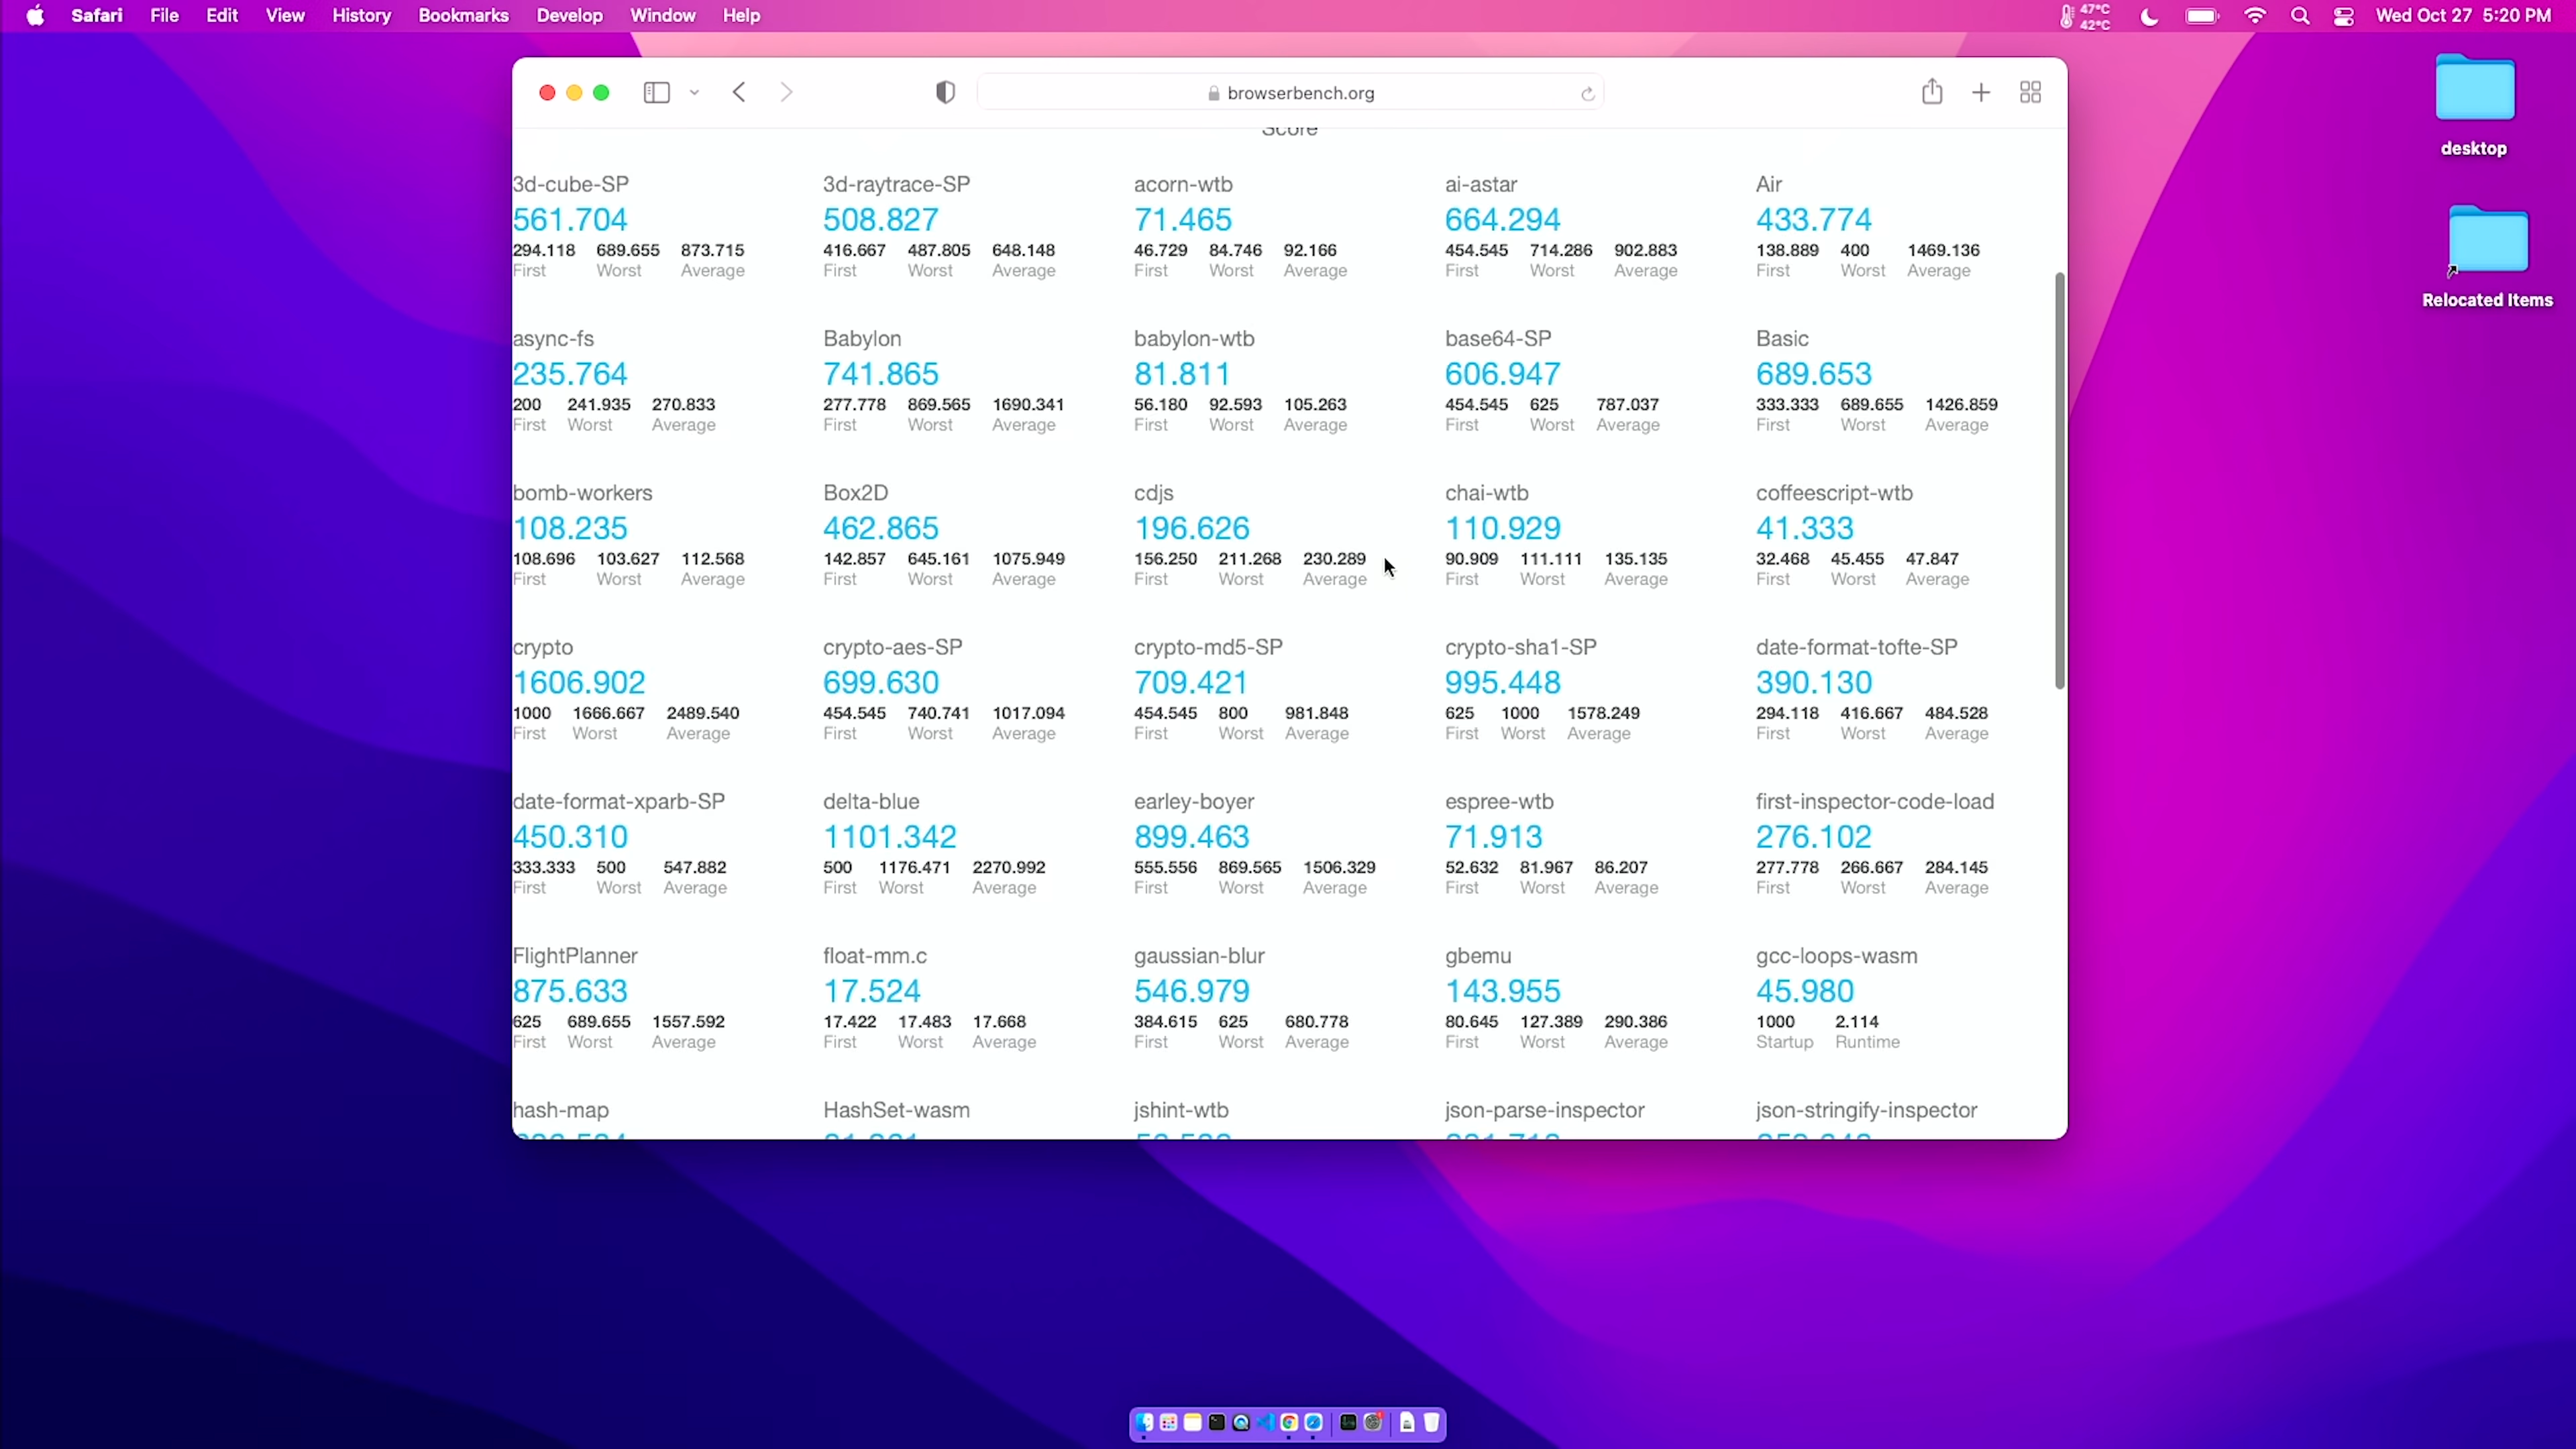 Safari File Edit View History Bookmarks Develop Window Help 47°C 42°C Wed Oct 27 5:20 PM
browserbench.org
desktop
Relocated Items
Score
3d-cube-SP 3d-raytrace-SP acorn-wtb ai-astar Air
561.704 508.827 71.465 664.294 433.774
294.118 689.655 873.715 416.667 487.805 648.148 46.729 84.746 92.166 454.545 714.286 902.883 138.889 400 1469.136
First Worst Average First Worst Average First Worst Average First Worst Average First Worst Average
async-fs Babylon babylon-wtb base64-SP Basic
235.764 741.865 81.811 606.947 689.653
200 241.935 270.833 277.778 869.565 1690.341 56.180 92.593 105.263 454.545 625 787.037 333.333 689.655 1426.859
First Worst Average First Worst Average First Worst Average First Worst Average First Worst Average
bomb-workers Box2D cdjs chai-wtb coffeescript-wtb
108.235 462.865 196.626 110.929 41.333
108.696 103.627 112.568 142.857 645.161 1075.949 156.250 211.268 230.289 90.909 111.111 135.135 32.468 45.455 47.847
First Worst Average First Worst Average First Worst Average First Worst Average First Worst Average
crypto crypto-aes-SP crypto-md5-SP crypto-sha1-SP date-format-tofte-SP
1606.902 699.630 709.421 995.448 390.130
1000 1666.667 2489.540 454.545 740.741 1017.094 454.545 800 981.848 625 1000 1578.249 294.118 416.667 484.528
First Worst Average First Worst Average First Worst Average First Worst Average First Worst Average
date-format-xparb-SP delta-blue earley-boyer espree-wtb first-inspector-code-load
450.310 1101.342 899.463 71.913 276.102
333.333 500 547.882 500 1176.471 2270.992 555.556 869.565 1506.329 52.632 81.967 86.207 277.778 266.667 284.145
First Worst Average First Worst Average First Worst Average First Worst Average First Worst Average
FlightPlanner float-mm.c gaussian-blur gbemu gcc-loops-wasm
875.633 17.524 546.979 143.955 45.980
625 689.655 1557.592 17.422 17.483 17.668 384.615 625 680.778 80.645 127.389 290.386 1000 2.114
First Worst Average First Worst Average First Worst Average First Worst Average Startup Runtime
hash-map HashSet-wasm jshint-wtb json-parse-inspector json-stringify-inspector